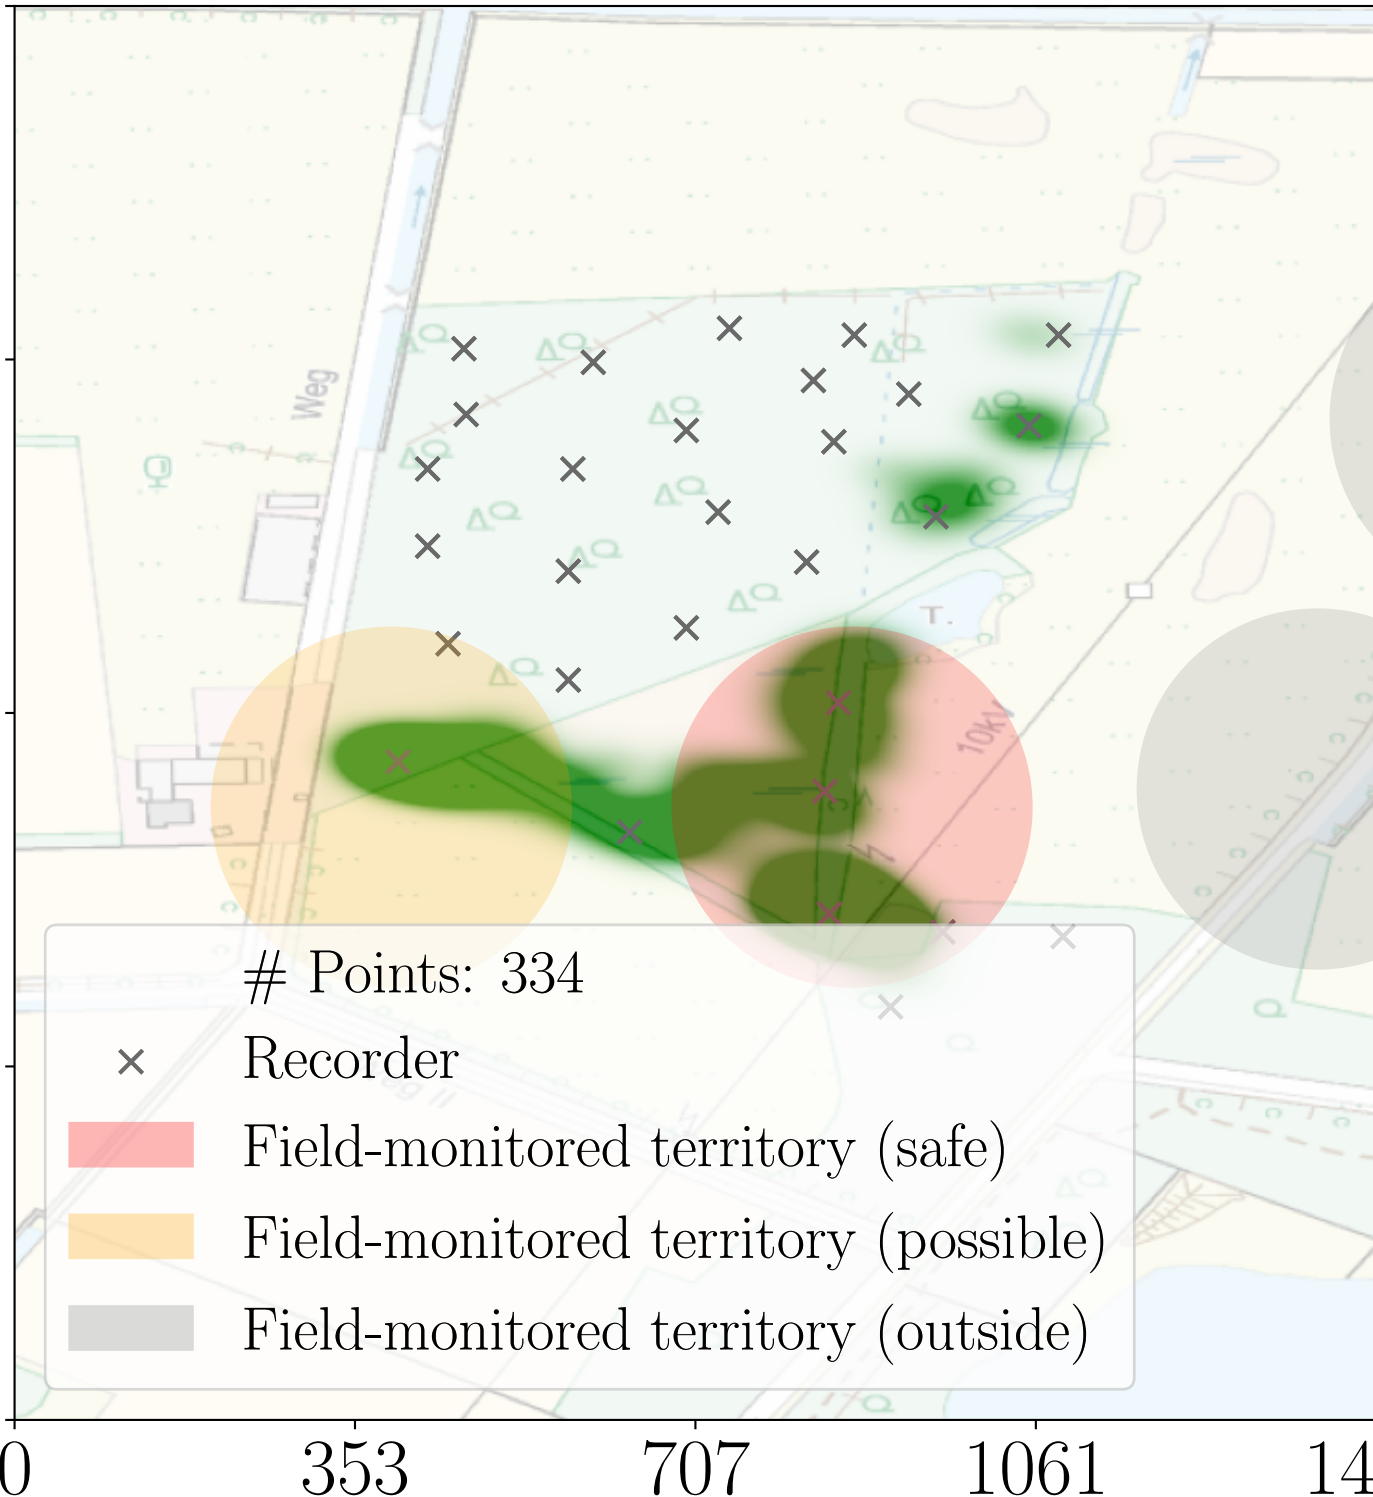 Weg
T.
10kV
# Points: 334
Recorder
Field-monitored territory (safe)
Field-monitored territory (possible)
Field-monitored territory (outside)
0 353 707 1061 14